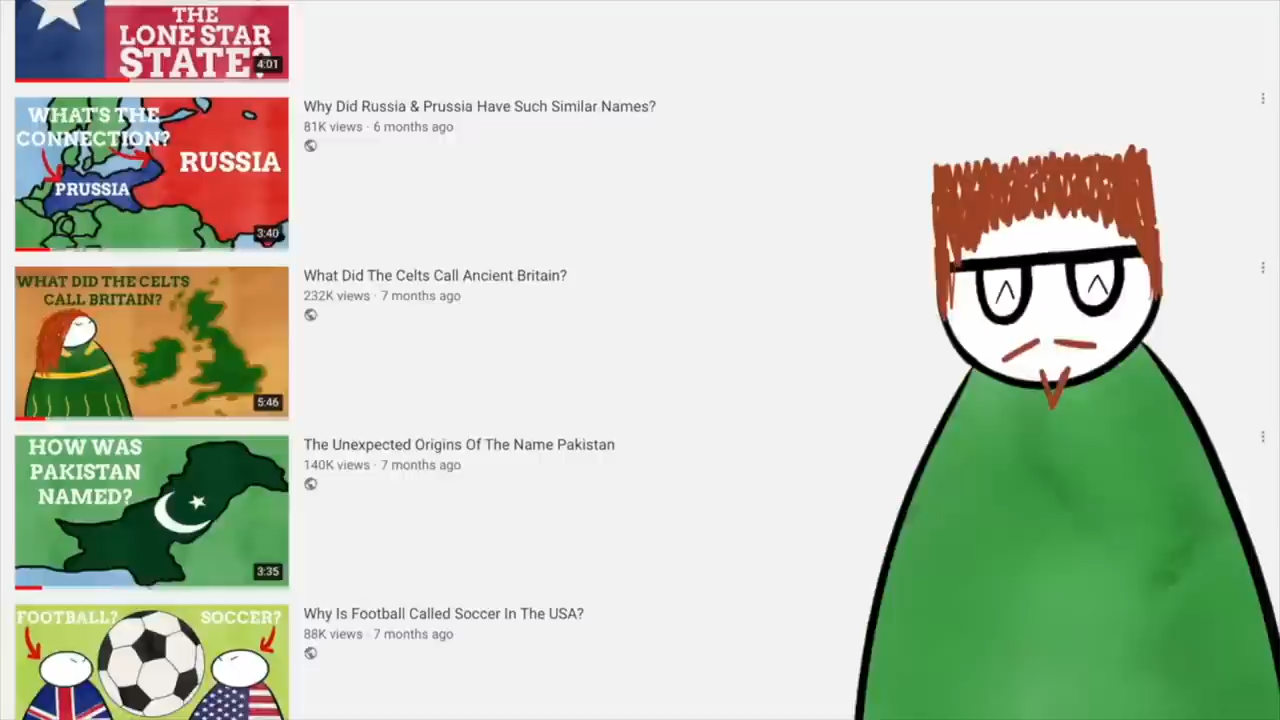 THE
LONE STAR
STATE?
4:01
WHAT'S THE
CONNECTION?
RUSSIA
PRUSSIA
3:40
Why Did Russia & Prussia Have Such Similar Names?
81K views · 6 months ago
WHAT DID THE CELTS
CALL BRITAIN?
5:46
What Did The Celts Call Ancient Britain?
232K views · 7 months ago
HOW WAS
PAKISTAN
NAMED?
3:35
The Unexpected Origins Of The Name Pakistan
140K views · 7 months ago
FOOTBALL? SOCCER?
Why Is Football Called Soccer In The USA?
88K views · 7 months ago